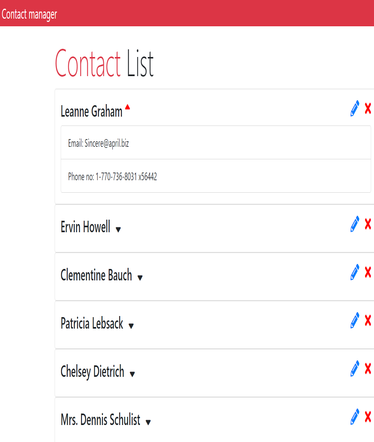 Contact manager
Contact List
Leanne Graham
Email: Sincere@april.biz
Phone no: 1-770-736-8031 x56442
Ervin Howell
Clementine Bauch
Patricia Lebsack
Chelsey Dietrich
Mrs. Dennis Schulist